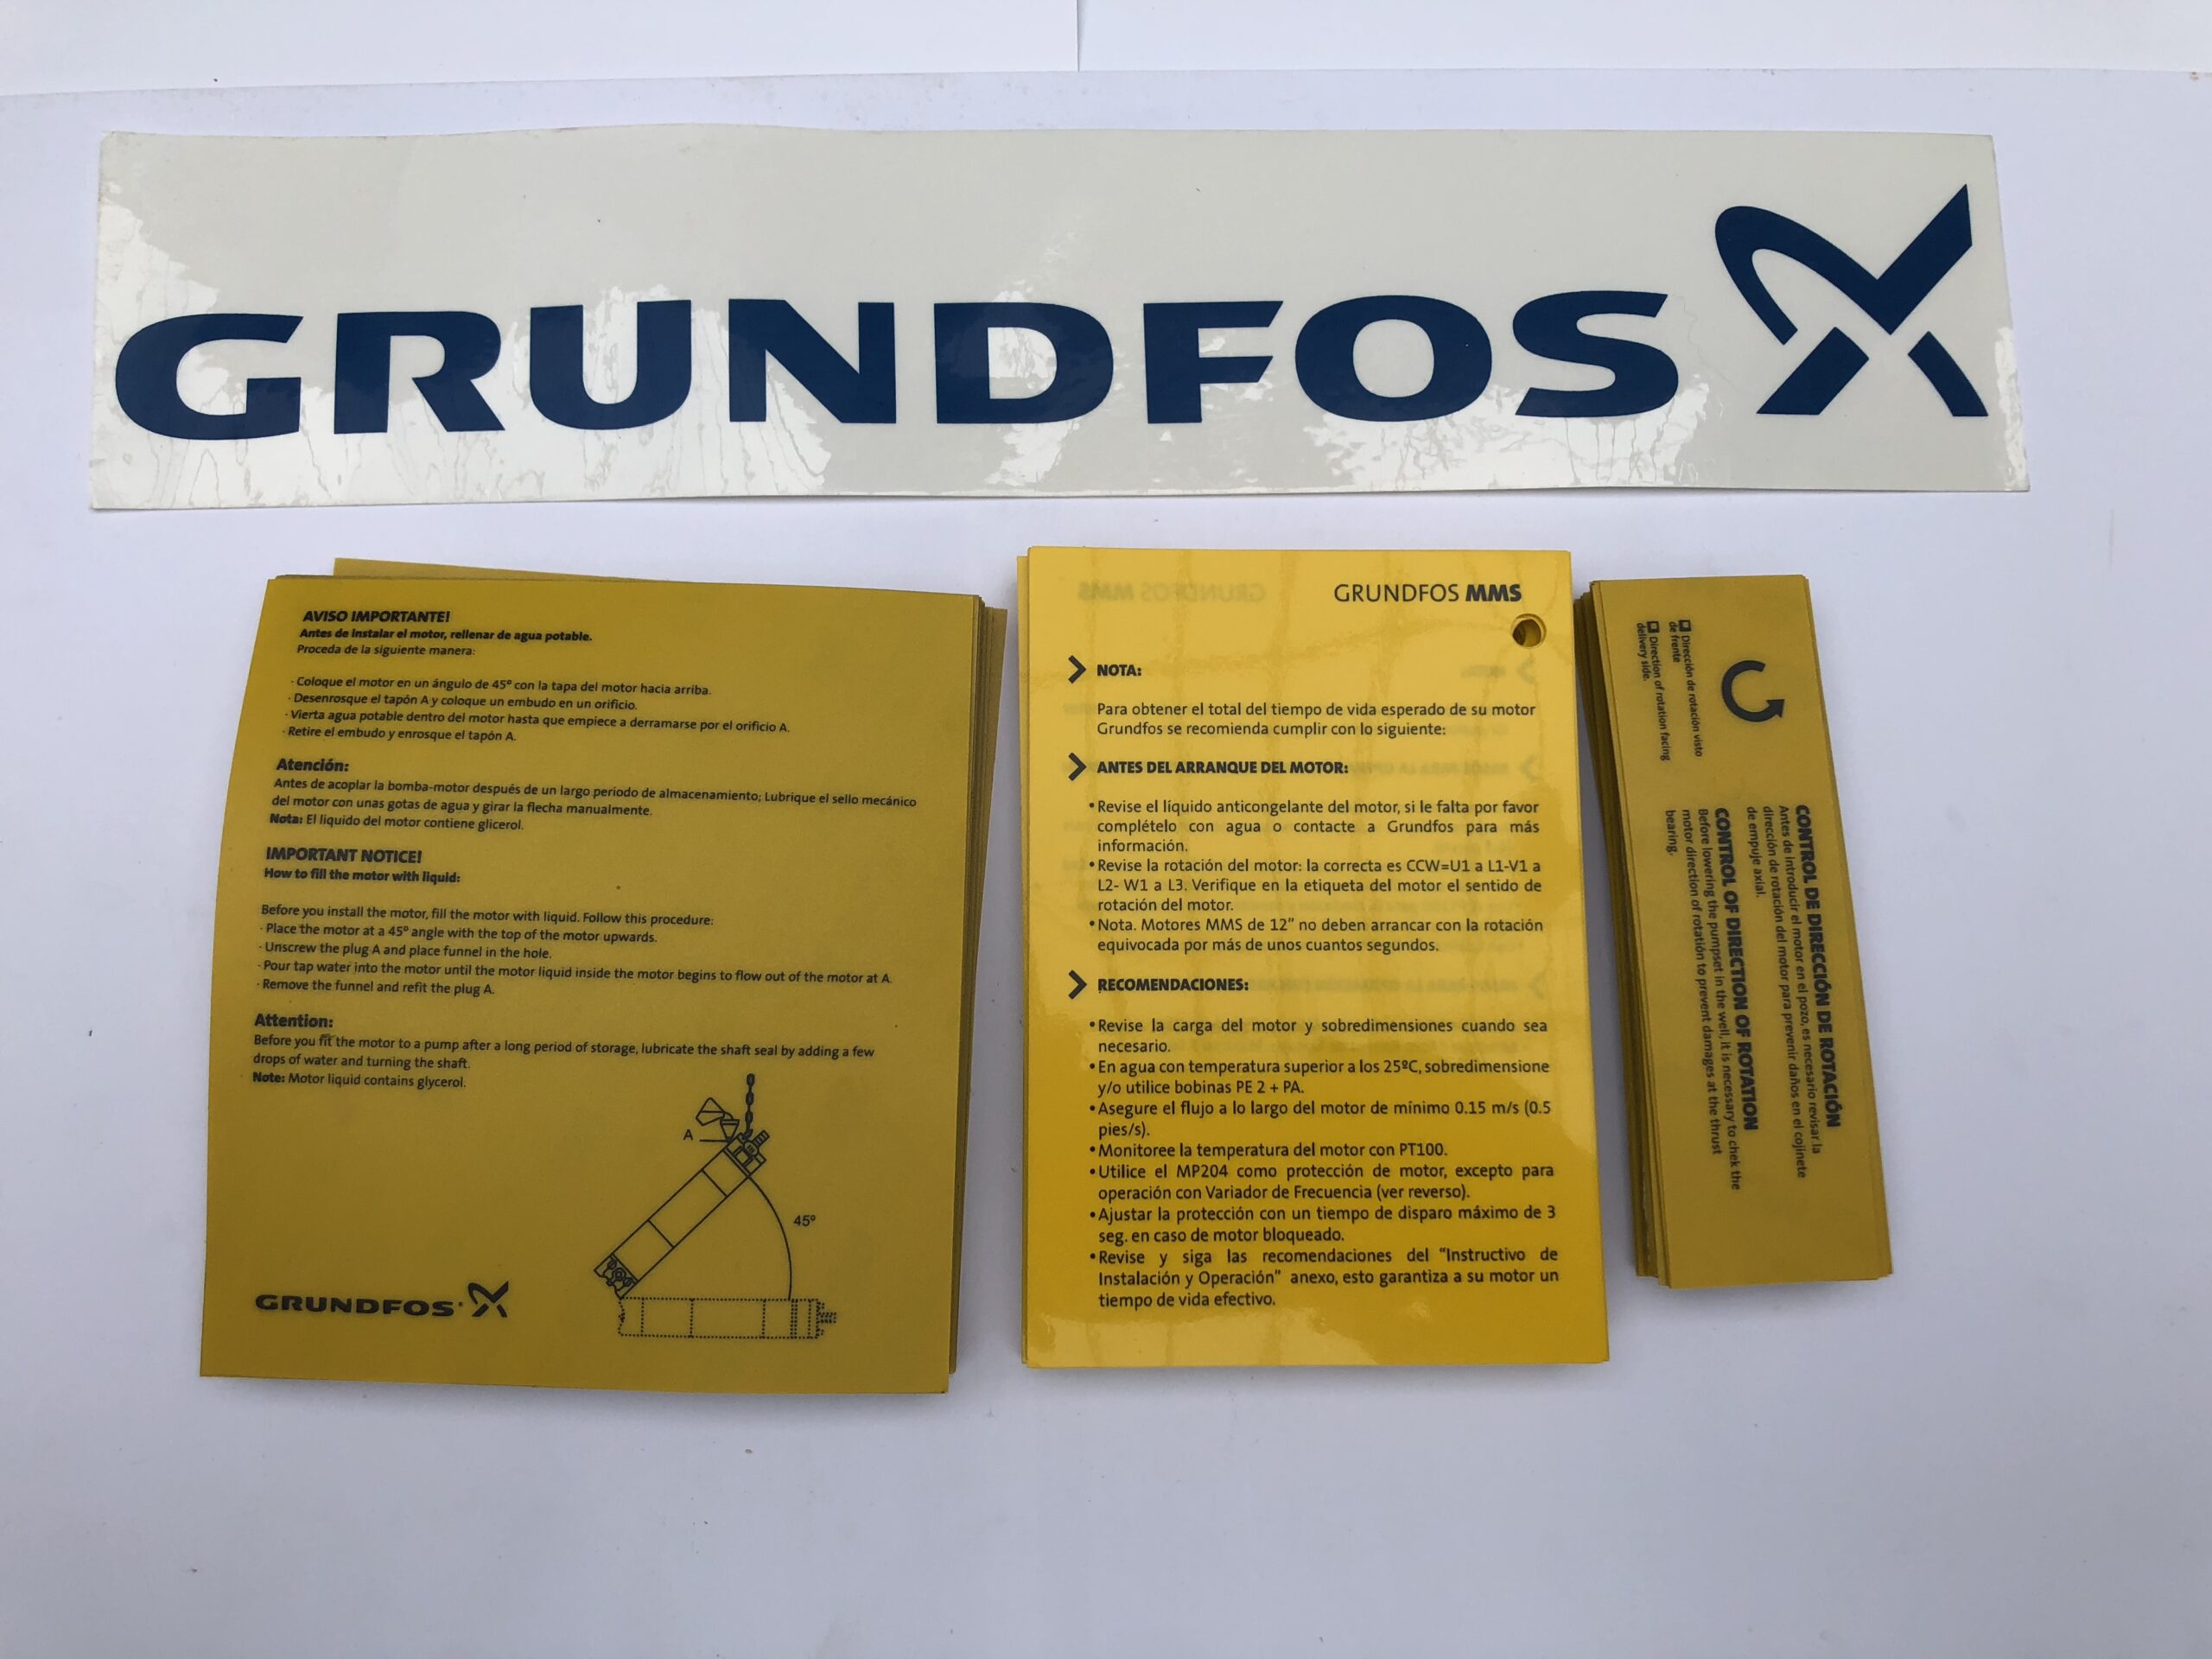 GRUNDFOS
AVISO IMPORTANTE!
Antes de instalar el motor, rellenar de agua potable.
Proceda de la siguiente manera:
· Coloque el motor en un ángulo de 45º con la tapa del motor hacia arriba.
· Desenrosque el tapón A y coloque un embudo en un orificio.
· Vierta agua potable dentro del motor hasta que empiece a derramarse por el orificio A.
· Retire el embudo y enrosque el tapón A.
Atención:
Antes de acoplar la bomba-motor después de un largo periodo de almacenamiento; Lubrique el sello mecánico
del motor con unas gotas de agua y girar la flecha manualmente.
Nota: El liquido del motor contiene glicerol.
IMPORTANT NOTICE!
How to fill the motor with liquid:
Before you install the motor, fill the motor with liquid. Follow this procedure:
· Place the motor at a 45º angle with the top of the motor upwards.
· Unscrew the plug A and place funnel in the hole.
· Pour tap water into the motor until the motor liquid inside the motor begins to flow out of the motor at A.
· Remove the funnel and refit the plug A.
Attention:
Before you fit the motor to a pump after a long period of storage, lubricate the shaft seal by adding a few
drops of water and turning the shaft.
Note: Motor liquid contains glycerol.
A
45º
GRUNDFOS
GRUNDFOS MMS
NOTA:
Para obtener el total del tiempo de vida esperado de su motor
Grundfos se recomienda cumplir con lo siguiente:
ANTES DEL ARRANQUE DEL MOTOR:
• Revise el líquido anticongelante del motor, si le falta por favor
complételo con agua o contacte a Grundfos para más
información.
• Revise la rotación del motor: la correcta es CCW=U1 a L1-V1 a
L2- W1 a L3. Verifique en la etiqueta del motor el sentido de
rotación del motor.
• Nota. Motores MMS de 12” no deben arrancar con la rotación
equivocada por más de unos cuantos segundos.
RECOMENDACIONES:
• Revise la carga del motor y sobredimensiones cuando sea
necesario.
• En agua con temperatura superior a los 25ºC, sobredimensione
y/o utilice bobinas PE 2 + PA.
• Asegure el flujo a lo largo del motor de mínimo 0.15 m/s (0.5
pies/s).
• Monitoree la temperatura del motor con PT100.
• Utilice el MP204 como protección de motor, excepto para
operación con Variador de Frecuencia (ver reverso).
• Ajustar la protección con un tiempo de disparo máximo de 3
seg. en caso de motor bloqueado.
• Revise y siga las recomendaciones del “Instructivo de
Instalación y Operación” anexo, esto garantiza a su motor un
tiempo de vida efectivo.
Dirección de rotación visto
de frente
Direction of rotation facing
delivery side.
CONTROL DE DIRECCIÓN DE ROTACIÓN
Antes de introducir el motor en el pozo, es necesario revisar la
dirección de rotación del motor para prevenir daños en el cojinete
de empuje axial.
CONTROL OF DIRECTION OF ROTATION
Before lowering the pumpset in the well, it is necessary to chek the
motor direction of rotatión to prevent damages at the thrust
bearing.